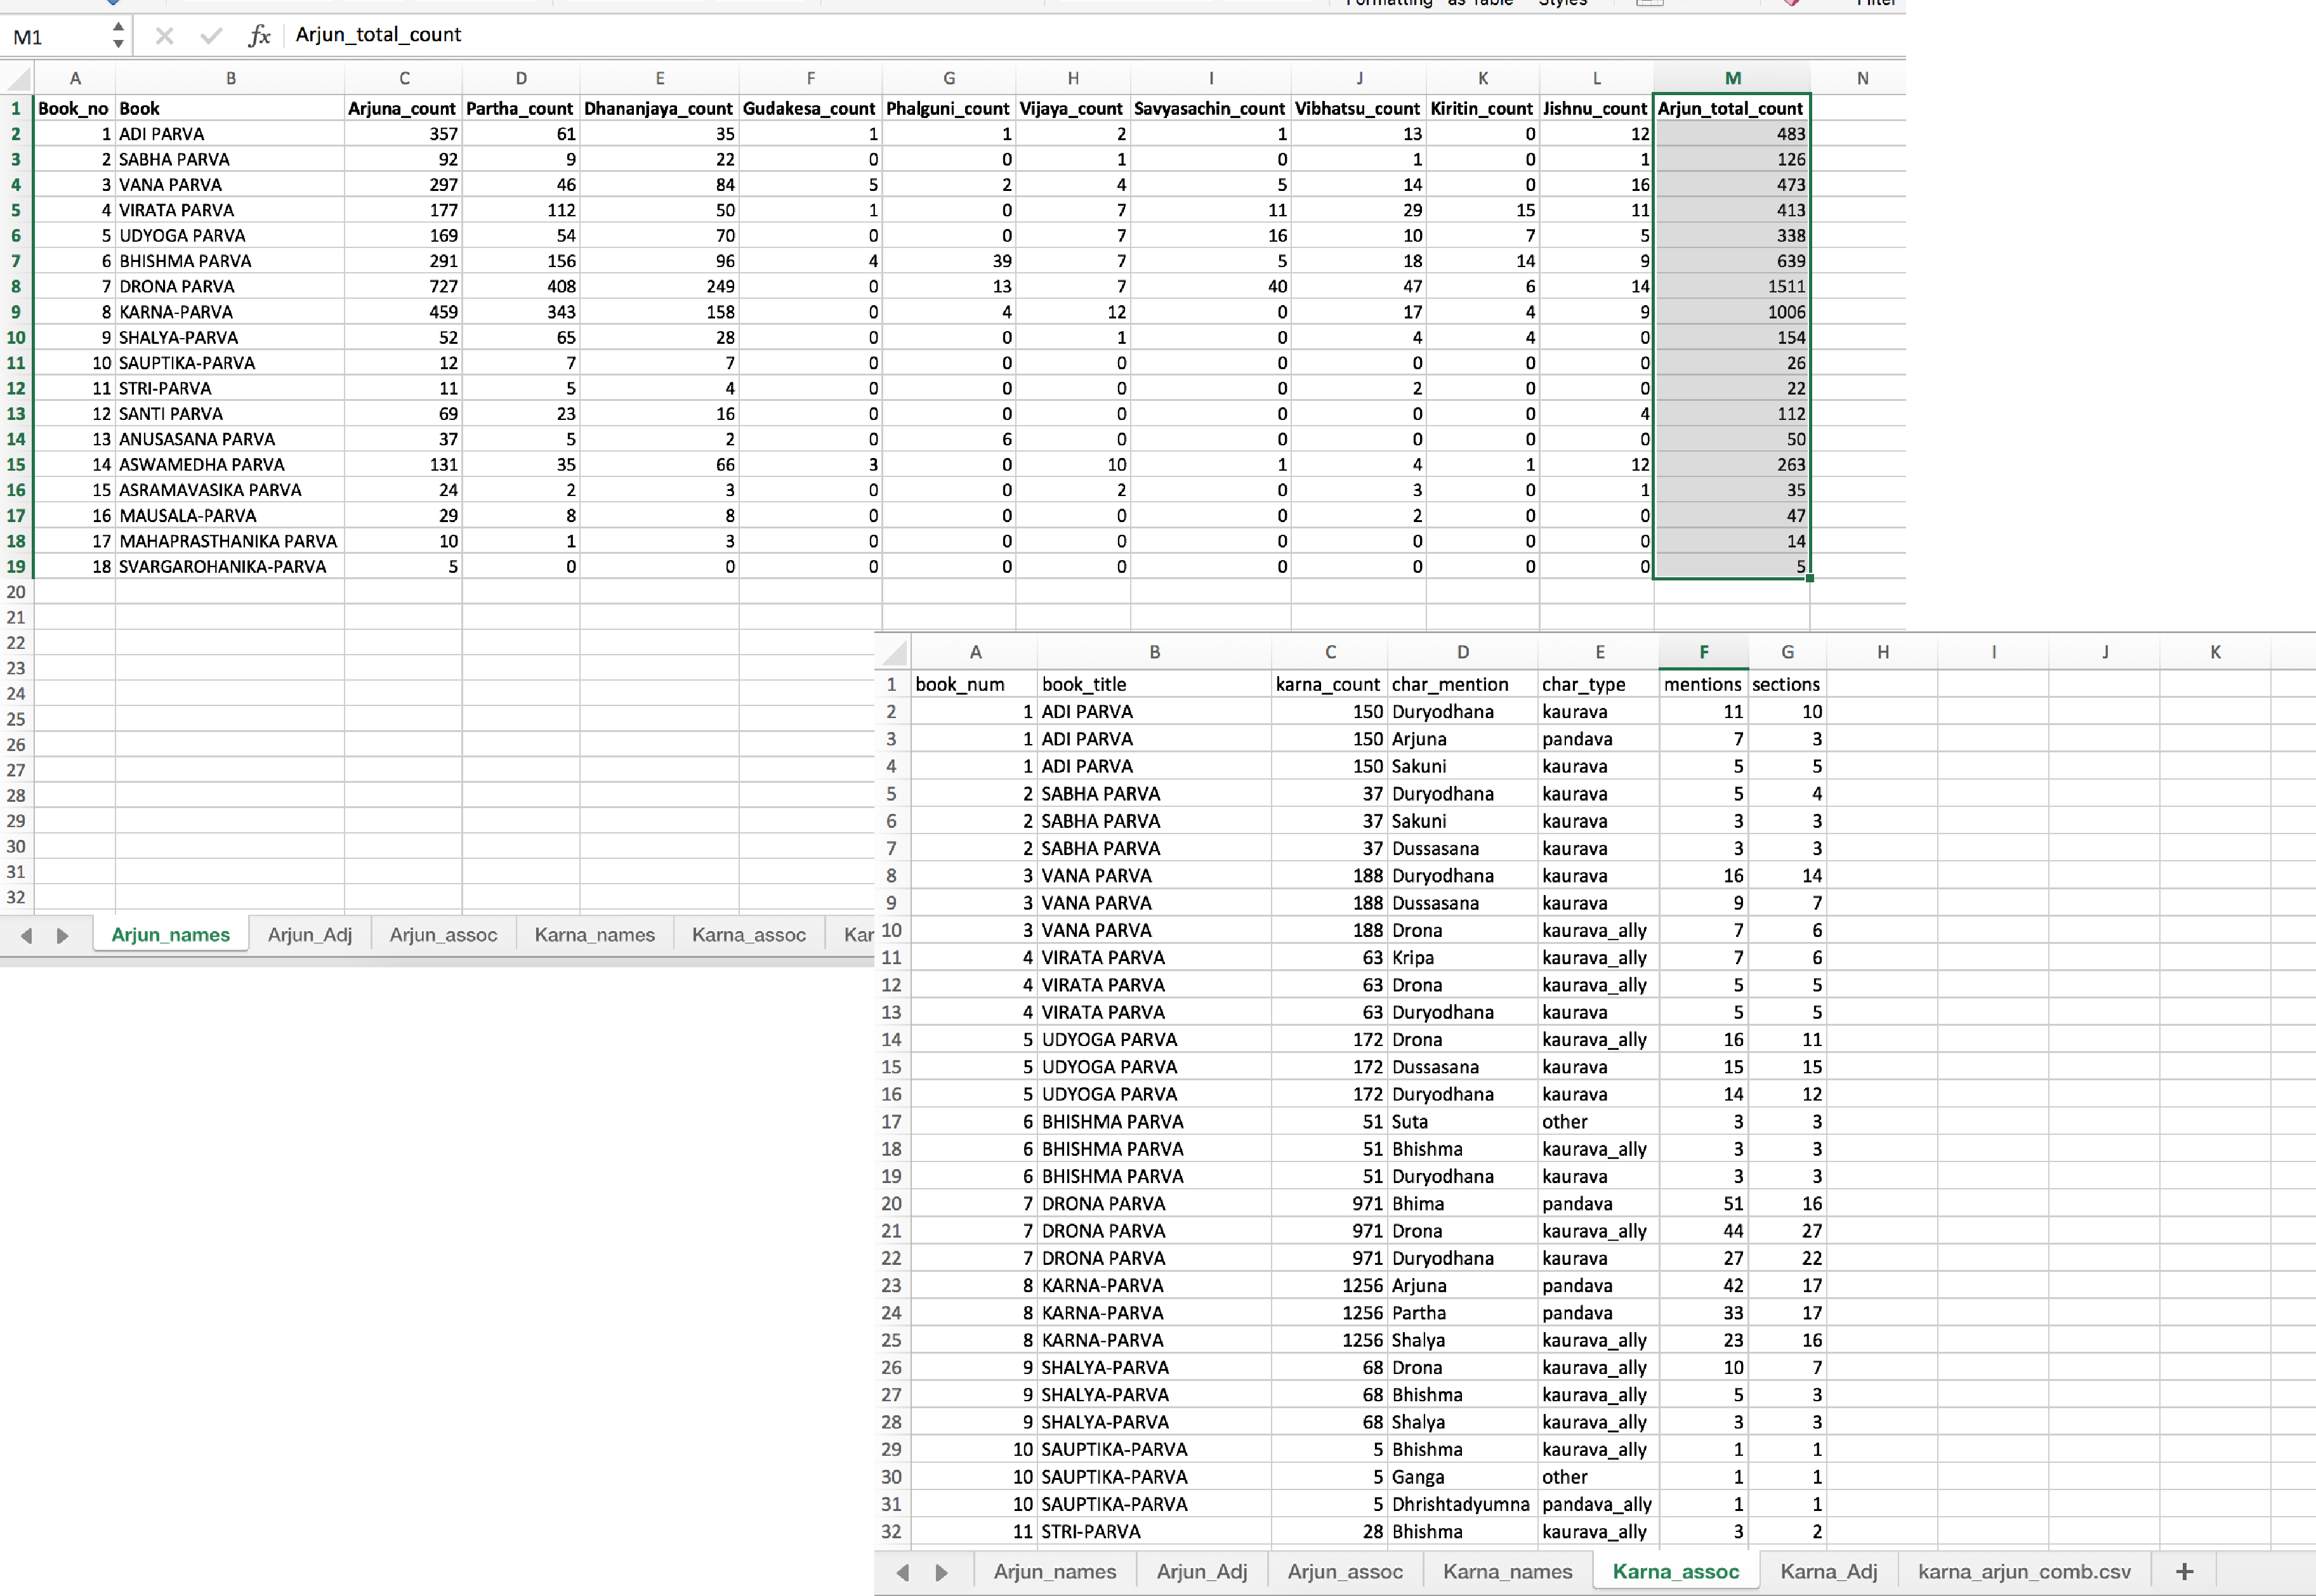 Formatting as Table Styles Filter
M1 fx Arjun_total_count
A B C D E F G H I J K L M N
1 Book_no Book Arjuna_count Partha_count Dhananjaya_count Gudakesa_count Phalguni_count Vijaya_count Savyasachin_count Vibhatsu_count Kiritin_count Jishnu_count Arjun_total_count
2 1 ADI PARVA 357 61 35 1 1 2 1 13 0 12 483
3 2 SABHA PARVA 92 9 22 0 0 1 0 1 0 1 126
4 3 VANA PARVA 297 46 84 5 2 4 5 14 0 16 473
5 4 VIRATA PARVA 177 112 50 1 0 7 11 29 15 11 413
6 5 UDYOGA PARVA 169 54 70 0 0 7 16 10 7 5 338
7 6 BHISHMA PARVA 291 156 96 4 39 7 5 18 14 9 639
8 7 DRONA PARVA 727 408 249 0 13 7 40 47 6 14 1511
9 8 KARNA-PARVA 459 343 158 0 4 12 0 17 4 9 1006
10 9 SHALYA-PARVA 52 65 28 0 0 1 0 4 4 0 154
11 10 SAUPTIKA-PARVA 12 7 7 0 0 0 0 0 0 0 26
12 11 STRI-PARVA 11 5 4 0 0 0 0 2 0 0 22
13 12 SANTI PARVA 69 23 16 0 0 0 0 0 0 4 112
14 13 ANUSASANA PARVA 37 5 2 0 6 0 0 0 0 0 50
15 14 ASWAMEDHA PARVA 131 35 66 3 0 10 1 4 1 12 263
16 15 ASRAMAVASIKA PARVA 24 2 3 0 0 2 0 3 0 1 35
17 16 MAUSALA-PARVA 29 8 8 0 0 0 0 2 0 0 47
18 17 MAHAPRASTHANIKA PARVA 10 1 3 0 0 0 0 0 0 0 14
19 18 SVARGAROHANIKA-PARVA 5 0 0 0 0 0 0 0 0 0 5
20
21
22
23
24
25
26
27
28
29
30
31
32
Arjun_names Arjun_Adj Arjun_assoc Karna_names Karna_assoc Kar
A B C D E F G H I J K
1 book_num book_title karna_count char_mention char_type mentions sections
2 1 ADI PARVA 150 Duryodhana kaurava 11 10
3 1 ADI PARVA 150 Arjuna pandava 7 3
4 1 ADI PARVA 150 Sakuni kaurava 5 5
5 2 SABHA PARVA 37 Duryodhana kaurava 5 4
6 2 SABHA PARVA 37 Sakuni kaurava 3 3
7 2 SABHA PARVA 37 Dussasana kaurava 3 3
8 3 VANA PARVA 188 Duryodhana kaurava 16 14
9 3 VANA PARVA 188 Dussasana kaurava 9 7
10 3 VANA PARVA 188 Drona kaurava_ally 7 6
11 4 VIRATA PARVA 63 Kripa kaurava_ally 7 6
12 4 VIRATA PARVA 63 Drona kaurava_ally 5 5
13 4 VIRATA PARVA 63 Duryodhana kaurava 5 5
14 5 UDYOGA PARVA 172 Drona kaurava_ally 16 11
15 5 UDYOGA PARVA 172 Dussasana kaurava 15 15
16 5 UDYOGA PARVA 172 Duryodhana kaurava 14 12
17 6 BHISHMA PARVA 51 Suta other 3 3
18 6 BHISHMA PARVA 51 Bhishma kaurava_ally 3 3
19 6 BHISHMA PARVA 51 Duryodhana kaurava 3 3
20 7 DRONA PARVA 971 Bhima pandava 51 16
21 7 DRONA PARVA 971 Drona kaurava_ally 44 27
22 7 DRONA PARVA 971 Duryodhana kaurava 27 22
23 8 KARNA-PARVA 1256 Arjuna pandava 42 17
24 8 KARNA-PARVA 1256 Partha pandava 33 17
25 8 KARNA-PARVA 1256 Shalya kaurava_ally 23 16
26 9 SHALYA-PARVA 68 Drona kaurava_ally 10 7
27 9 SHALYA-PARVA 68 Bhishma kaurava_ally 5 3
28 9 SHALYA-PARVA 68 Shalya kaurava_ally 3 3
29 10 SAUPTIKA-PARVA 5 Bhishma kaurava_ally 1 1
30 10 SAUPTIKA-PARVA 5 Ganga other 1 1
31 10 SAUPTIKA-PARVA 5 Dhrishtadyumna pandava_ally 1 1
32 11 STRI-PARVA 28 Bhishma kaurava_ally 3 2
Arjun_names Arjun_Adj Arjun_assoc Karna_names Karna_assoc Karna_Adj karna_arjun_comb.csv +